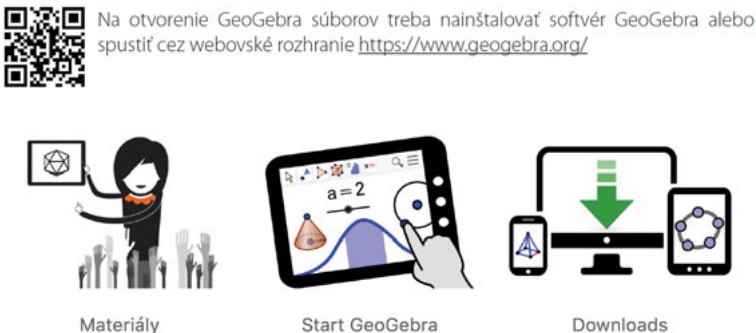 Na otvorenie GeoGebra súborov treba nainštalovať softvér GeoGebra alebo
spustiť cez webovské rozhranie https://www.geogebra.org/
a=2
Materiály
Start GeoGebra
Downloads